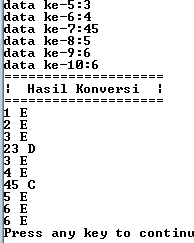 data ke-5:3
data ke-6:4
data ke-7:45
data ke-8:5
data ke-9:6
data ke-10:6
====================
¦  Hasil Konversi  ¦
====================
1 E
2 E
3 E
23 D
3 E
4 E
45 C
5 E
6 E
6 E
Press any key to continu